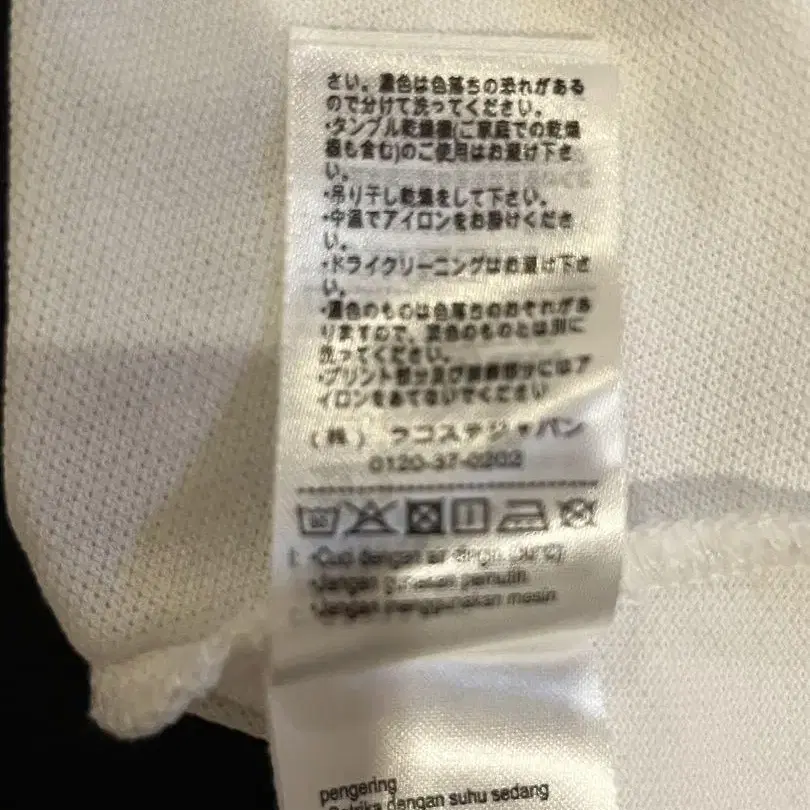 さい。濃色は色落ちの恐れがある
ので分けて洗ってください。
・タンブル乾燥機(ご家庭での乾燥
機も含む)のご使用はお避け下さ
い。
・吊り干し乾燥をして下さい。
・中温でアイロンをお掛けくださ
い。
・ドライクリーニングはお避け下さ
い。
・濃色のものは色落ちのおそれがあ
りますので、淡色のものとは別に
洗ってください。
・プリント部分及び
はア
イロンをあてないでください
(株) ラコステジャパン
0120-37-0202
•Cuci dengan air
•Jangan gunakan pemutih
•Jangan menggunakan mesin
pengering
dengan suhu sedang